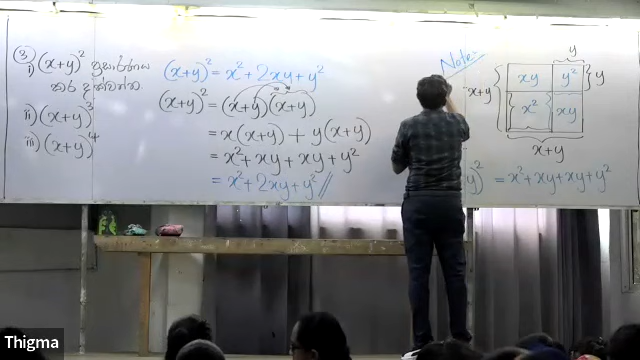 ③
i) (x+y)²
ii) (x+y)³
iii) (x+y)⁴
(x+y)² = x² + 2xy + y²
(x+y)² = (x+y)(x+y)
= x(x+y) + y(x+y)
= x² + xy + xy + y²
= x² + 2xy + y² //
Note:
y
xy y² y
x+y
x² xy
x+y
y)² = x² + xy + xy + y²
Thigma